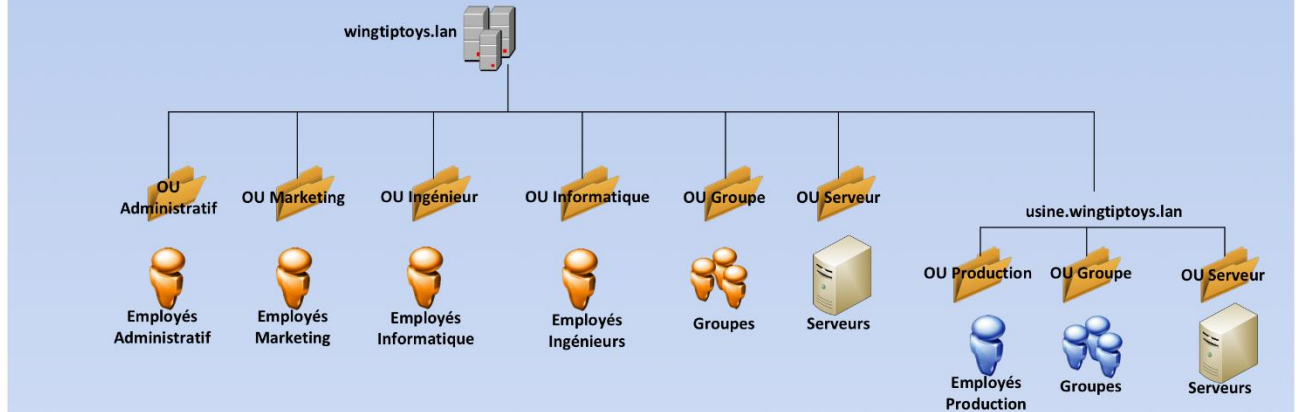 wingtiptoys.lan
OU
Administratif
OU Marketing
OU Ingénieur
OU Informatique
OU Groupe
OU Serveur
usine.wingtiptoys.lan
OU Production
OU Groupe
OU Serveur
Employés
Administratif
Employés
Marketing
Employés
Informatique
Employés
Ingénieurs
Groupes
Serveurs
Employés
Production
Groupes
Serveurs